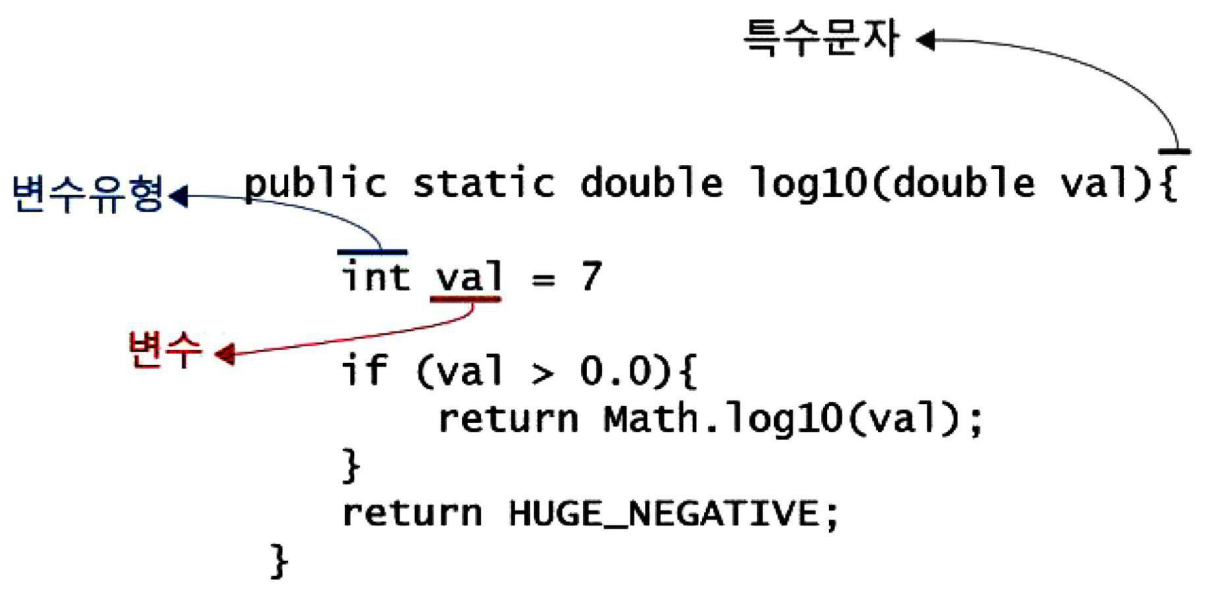 특수문자
변수유형
public static double log10(double val){
int val = 7
변수
if (val > 0.0){
return Math.log10(val);
}
return HUGE_NEGATIVE;
}